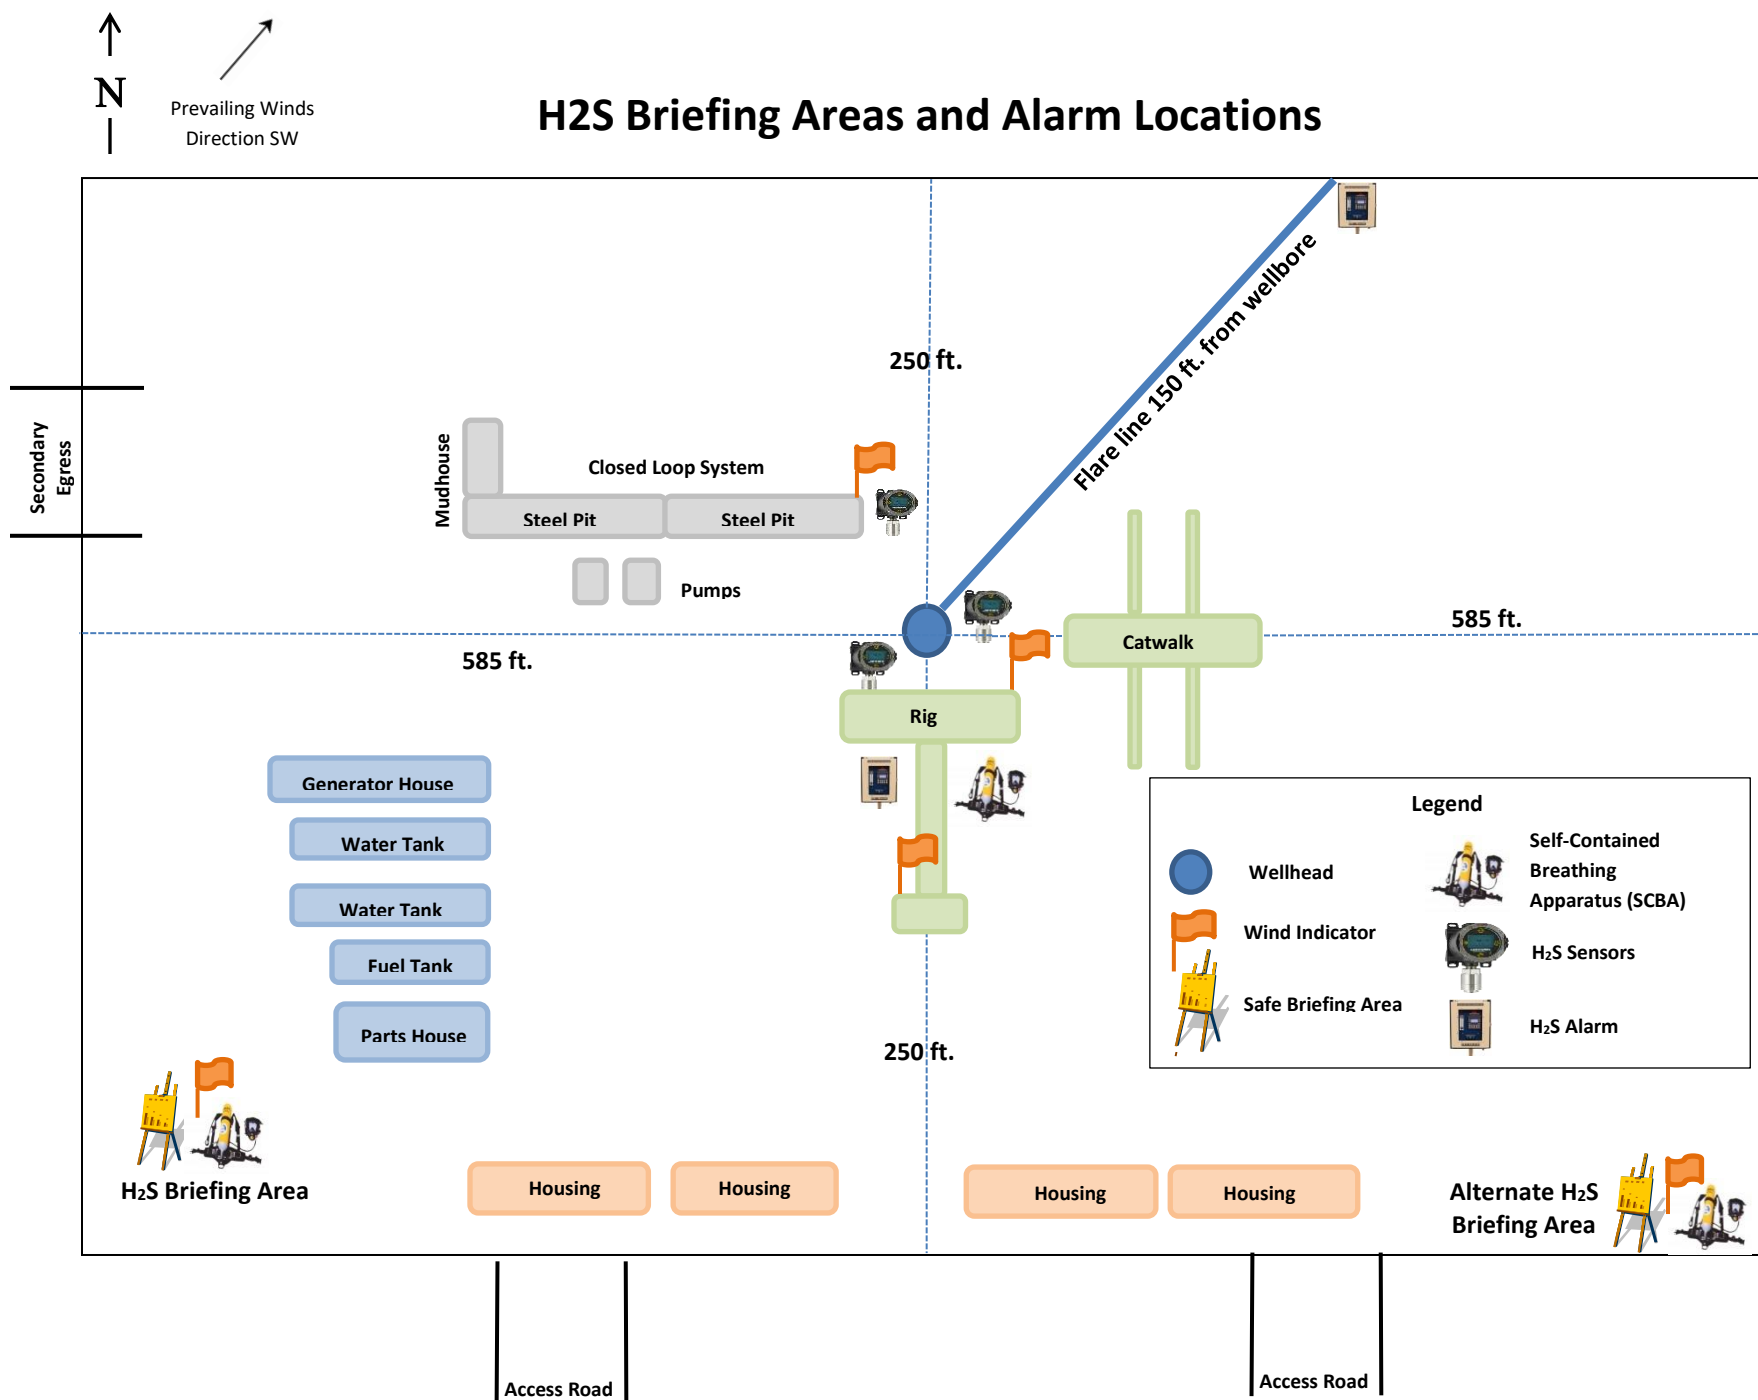 N
Prevailing Winds
Direction SW
H2S Briefing Areas and Alarm Locations
250 ft.
Flare line 150 ft. from wellbore
Secondary
Egress
Mudhouse
Closed Loop System
Steel Pit
Steel Pit
Pumps
585 ft.
585 ft.
Catwalk
Rig
Generator House
Water Tank
Water Tank
Fuel Tank
Parts House
250 ft.
Legend
Wellhead
Wind Indicator
Safe Briefing Area
Self-Contained
Breathing
Apparatus (SCBA)
H2S Sensors
H2S Alarm
H2S Briefing Area
Housing
Housing
Housing
Housing
Alternate H2S
Briefing Area
Access Road
Access Road